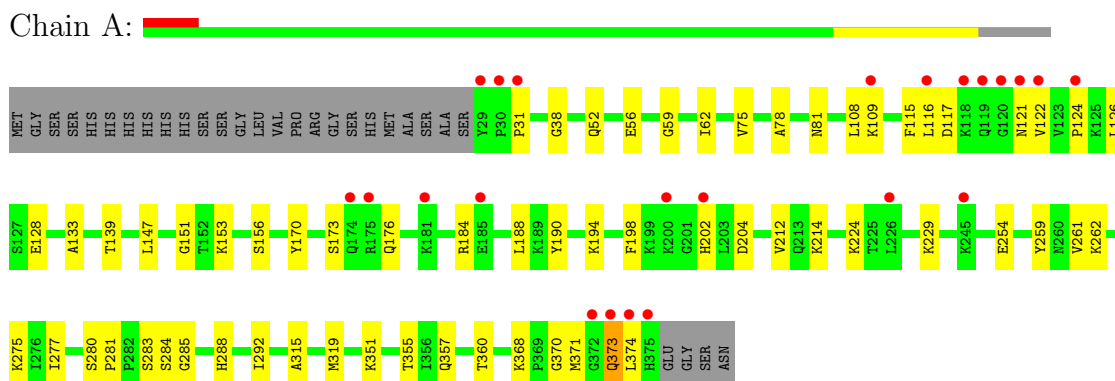 Chain A:
MET GLY SER SER HIS HIS HIS HIS HIS HIS SER SER GLY LEU VAL PRO ARG GLY SER HIS MET ALA SER ALA SER Y29 P30 P31 G38 Q52 E56 G59 I62 V75 A78 N81 L108 K109 F115 L116 D117 K118 Q119 G120 N121 V122 V123 P124 K125 L126
S127 E128 A133 T139 L147 G151 T152 K153 S156 Y170 S173 Q174 R175 Q176 K181 R184 E185 L188 K189 Y190 K194 F198 K199 K200 G201 H202 L203 D204 V212 Q213 K214 K224 T225 L226 K229 K245 E254 Y259 N260 V261 K262
K275 I276 I277 S280 P281 P282 S283 S284 G285 H288 I292 A315 M319 K351 T355 I356 Q357 T360 K368 P369 G370 M371 G372 Q373 L374 H375 GLU GLY SER ASN